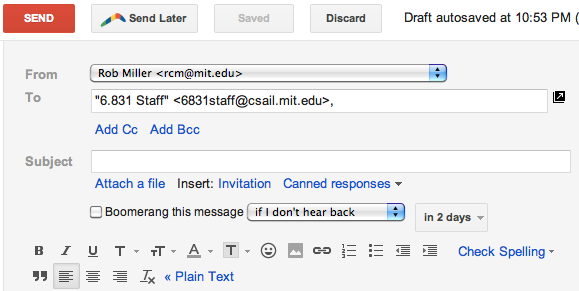 SEND Send Later Saved Discard Draft autosaved at 10:53 PM (
From Rob Miller <rcm@mit.edu>
To "6.831 Staff" <6831staff@csail.mit.edu>,
Add Cc Add Bcc
Subject
Attach a file Insert: Invitation Canned responses
Boomerang this message if I don't hear back in 2 days
B I U T TT A T Check Spelling
« Plain Text